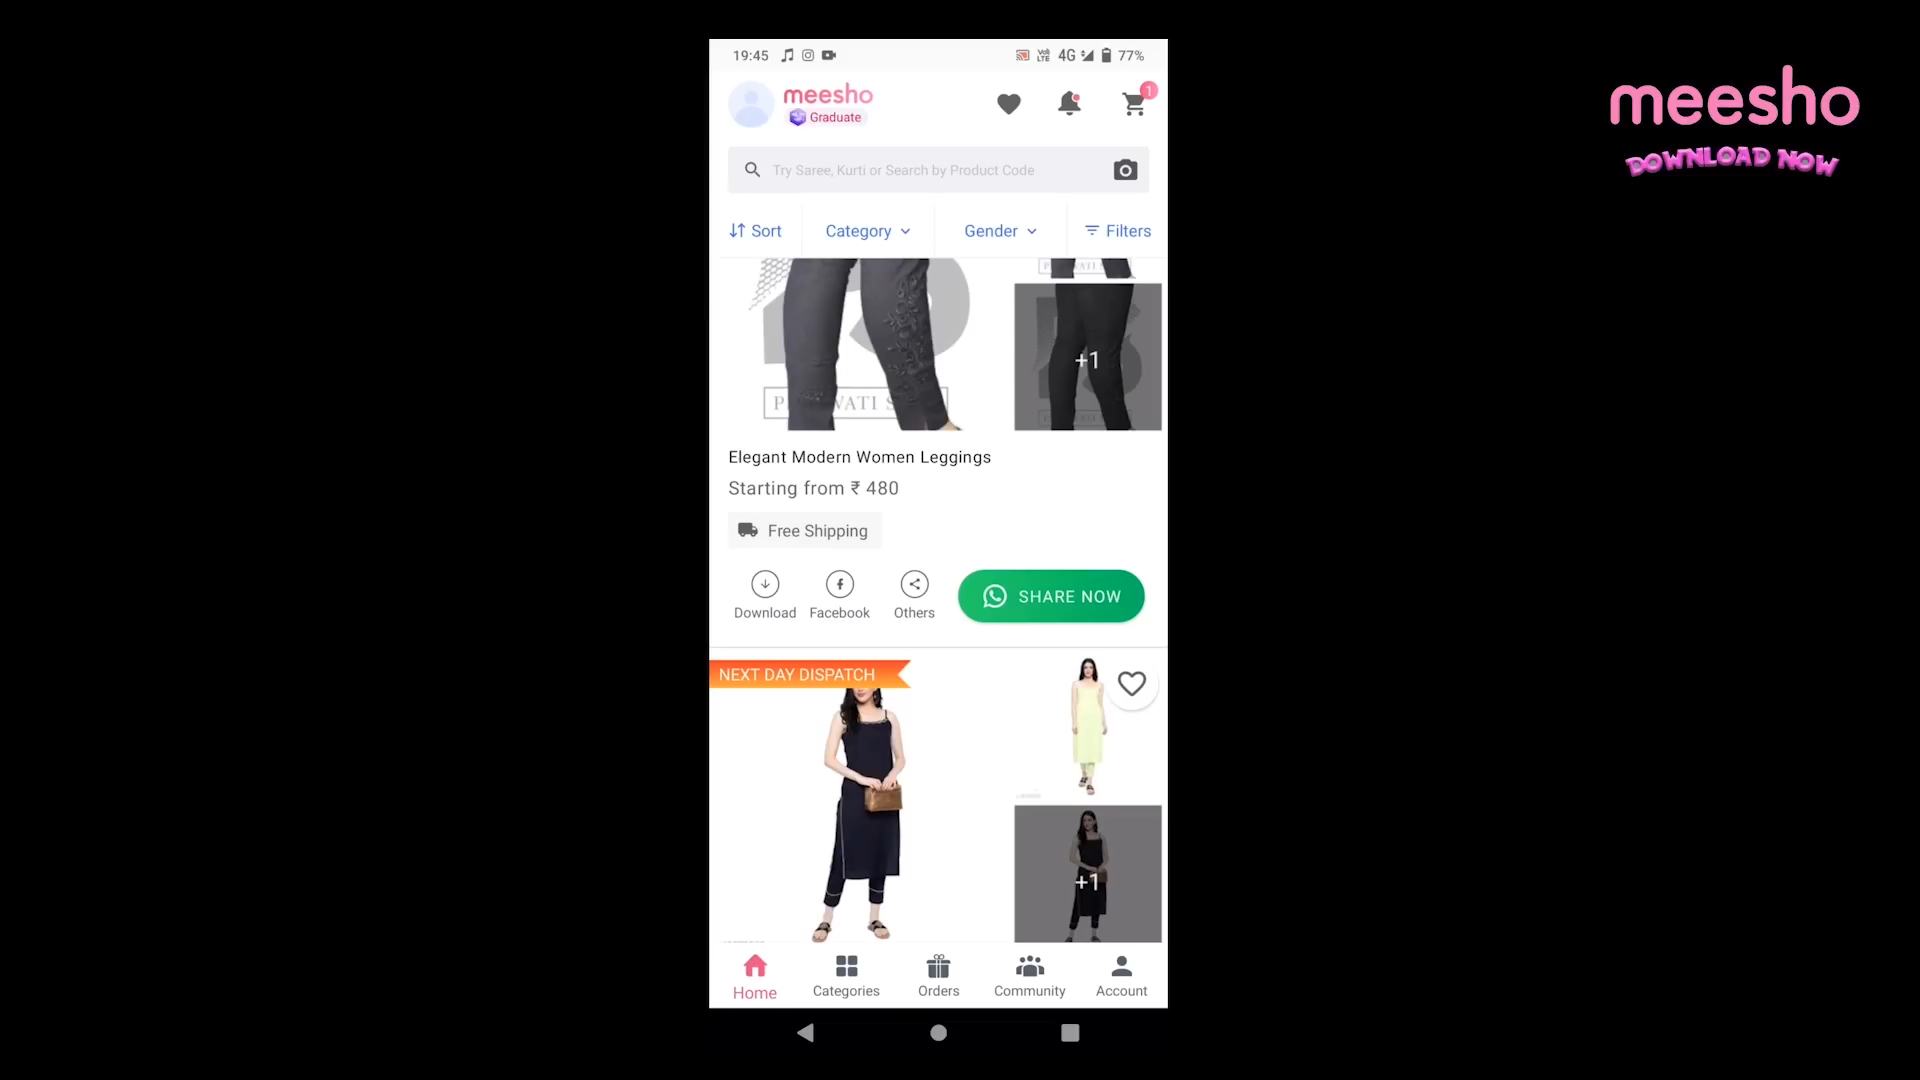 19:45
VoLTE 4G 77%
meesho
Graduate
1
Try Saree, Kurti or Search by Product Code
Sort
Category
Gender
Filters
+1
Elegant Modern Women Leggings
Starting from ₹ 480
Free Shipping
Download
Facebook
Others
SHARE NOW
NEXT DAY DISPATCH
+1
Home
Categories
Orders
Community
Account
meesho
DOWNLOAD NOW